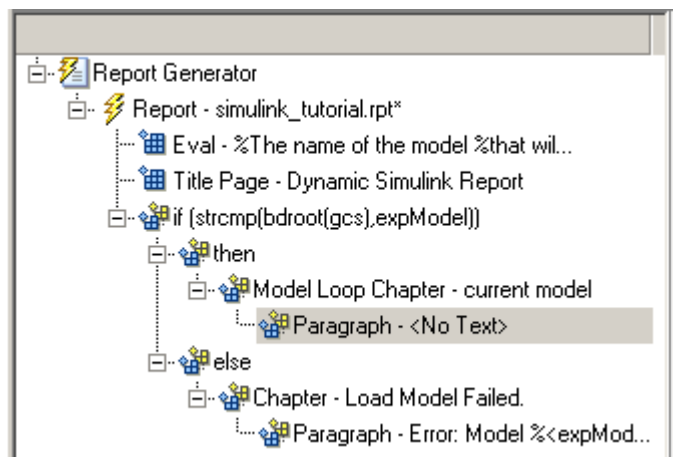 Report Generator
Report - simulink_tutorial.rpt*
Eval - %The name of the model %that wil...
Title Page - Dynamic Simulink Report
if (strcmp(bdroot(gcs),expModel))
then
Model Loop Chapter - current model
Paragraph - <No Text>
else
Chapter - Load Model Failed.
Paragraph - Error: Model %<expMod...